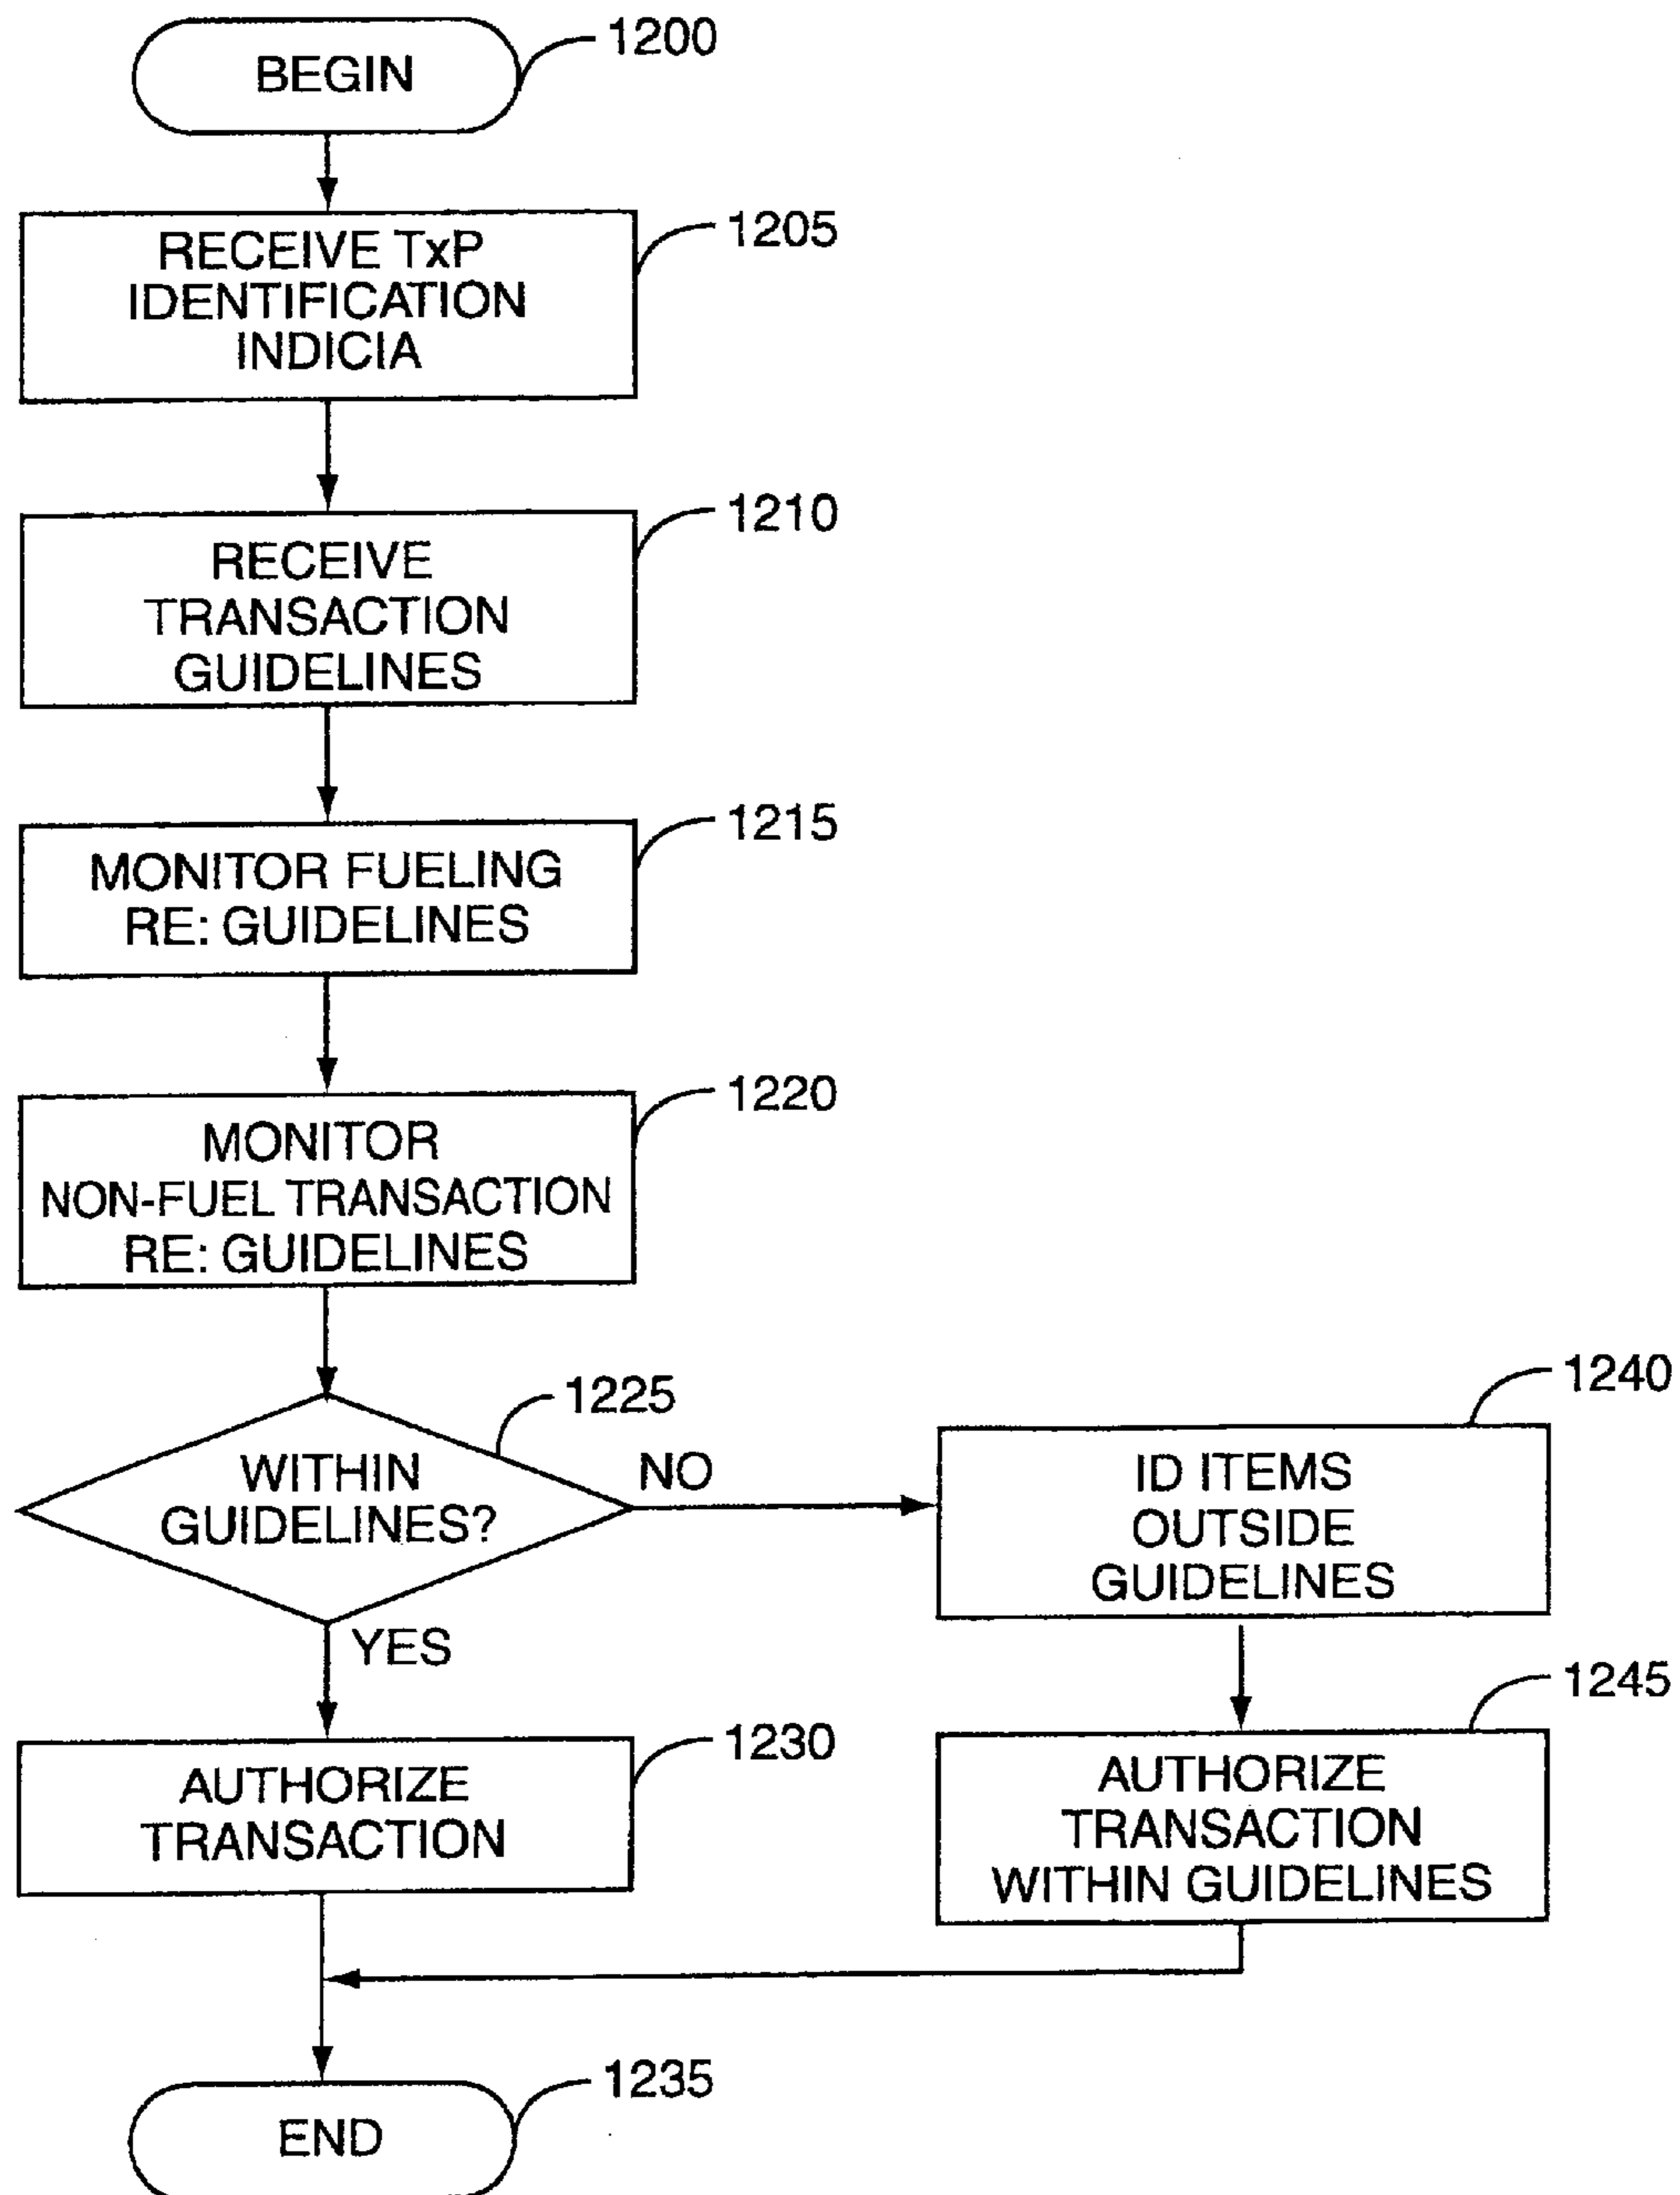 BEGIN
1200
RECEIVE TxP
IDENTIFICATION
INDICIA
1205
RECEIVE
TRANSACTION
GUIDELINES
1210
MONITOR FUELING
RE: GUIDELINES
1215
MONITOR
NON-FUEL TRANSACTION
RE: GUIDELINES
1220
WITHIN
GUIDELINES?
1225
NO
YES
ID ITEMS
OUTSIDE
GUIDELINES
1240
AUTHORIZE
TRANSACTION
1230
AUTHORIZE
TRANSACTION
WITHIN GUIDELINES
1245
END
1235